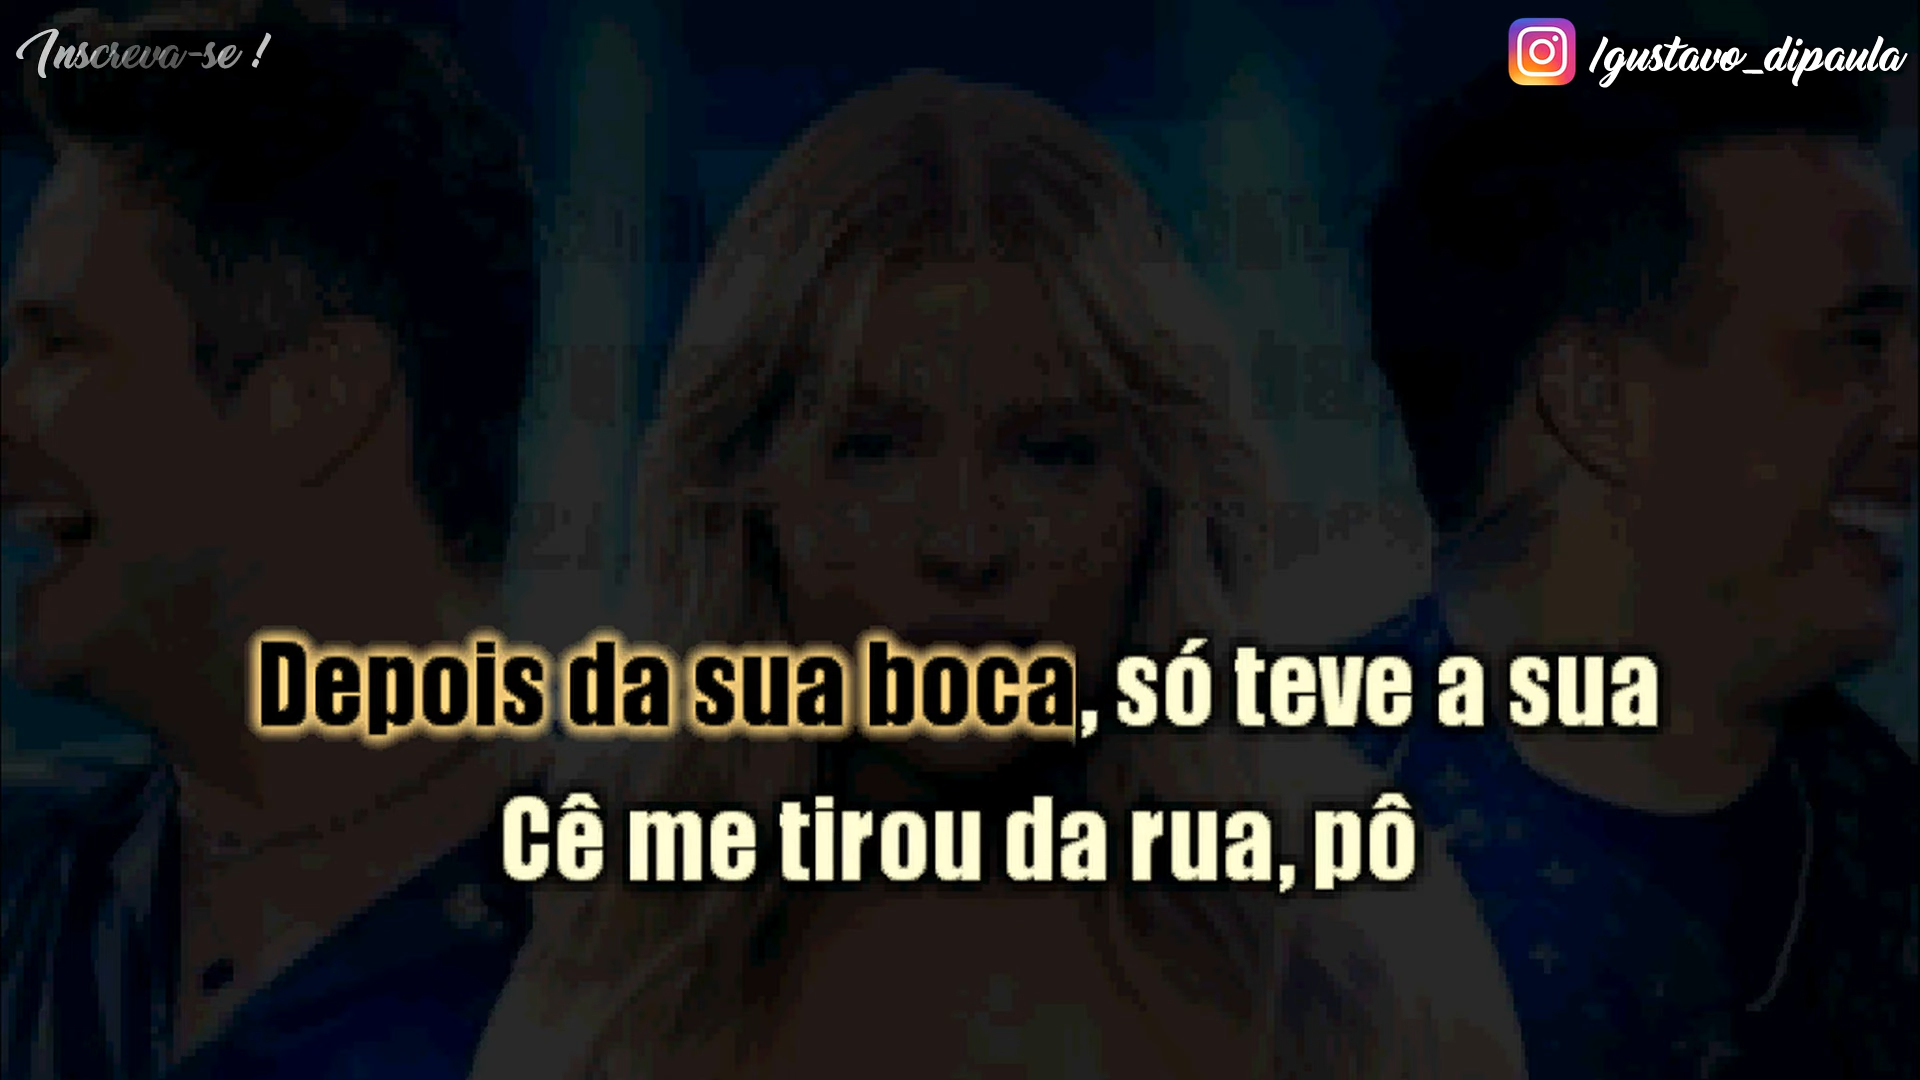 Inscreva-se !
/gustavo_dipaula
Depois da sua boca, só teve a sua
Cê me tirou da rua, pô